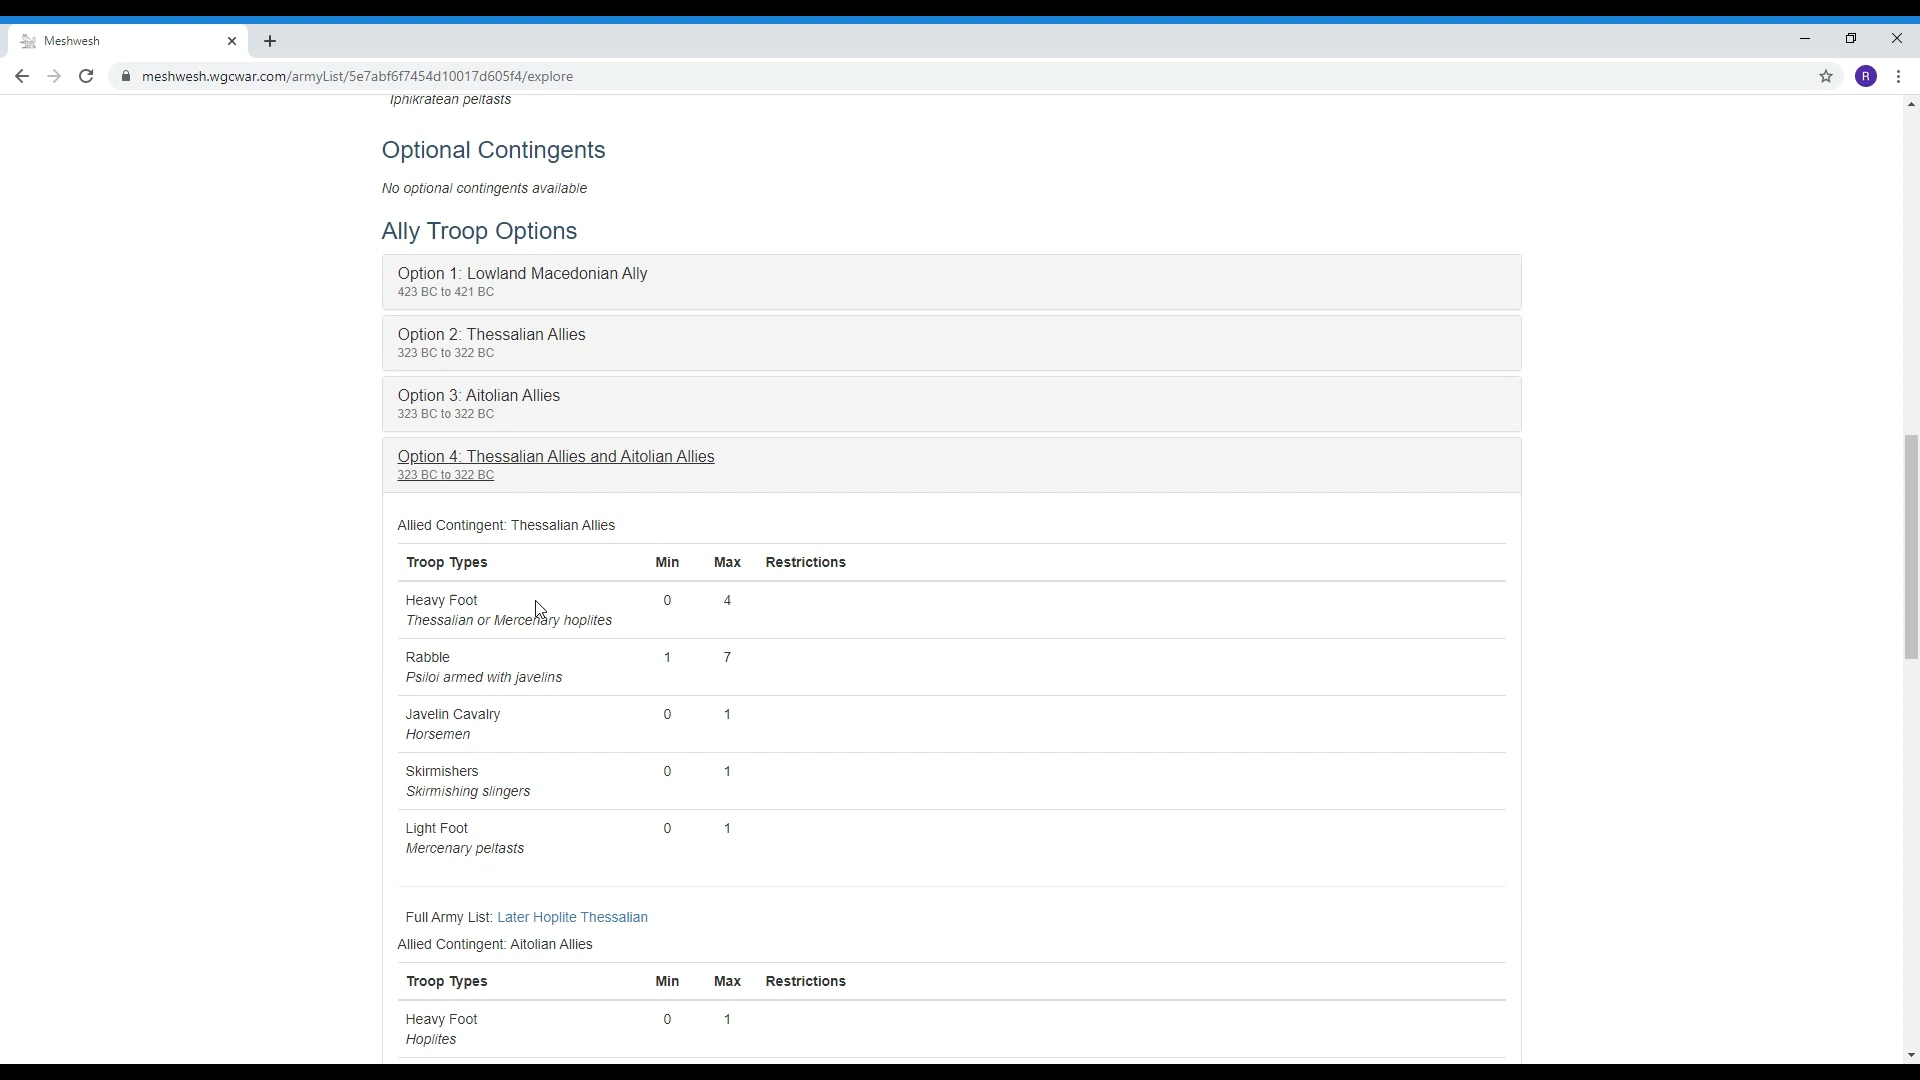 Meshwesh
meshwesh.wgcwar.com/armyList/5e7abf6f7454d10017d605f4/explore
R
Iphikratean peltasts
Optional Contingents
No optional contingents available
Ally Troop Options
Option 1: Lowland Macedonian Ally
423 BC to 421 BC
Option 2: Thessalian Allies
323 BC to 322 BC
Option 3: Aitolian Allies
323 BC to 322 BC
Option 4: Thessalian Allies and Aitolian Allies
323 BC to 322 BC
Allied Contingent: Thessalian Allies
Troop Types Min Max Restrictions
Heavy Foot 0 4
Thessalian or Mercenary hoplites
Rabble 1 7
Psiloi armed with javelins
Javelin Cavalry 0 1
Horsemen
Skirmishers 0 1
Skirmishing slingers
Light Foot 0 1
Mercenary peltasts
Full Army List: Later Hoplite Thessalian
Allied Contingent: Aitolian Allies
Troop Types Min Max Restrictions
Heavy Foot 0 1
Hoplites